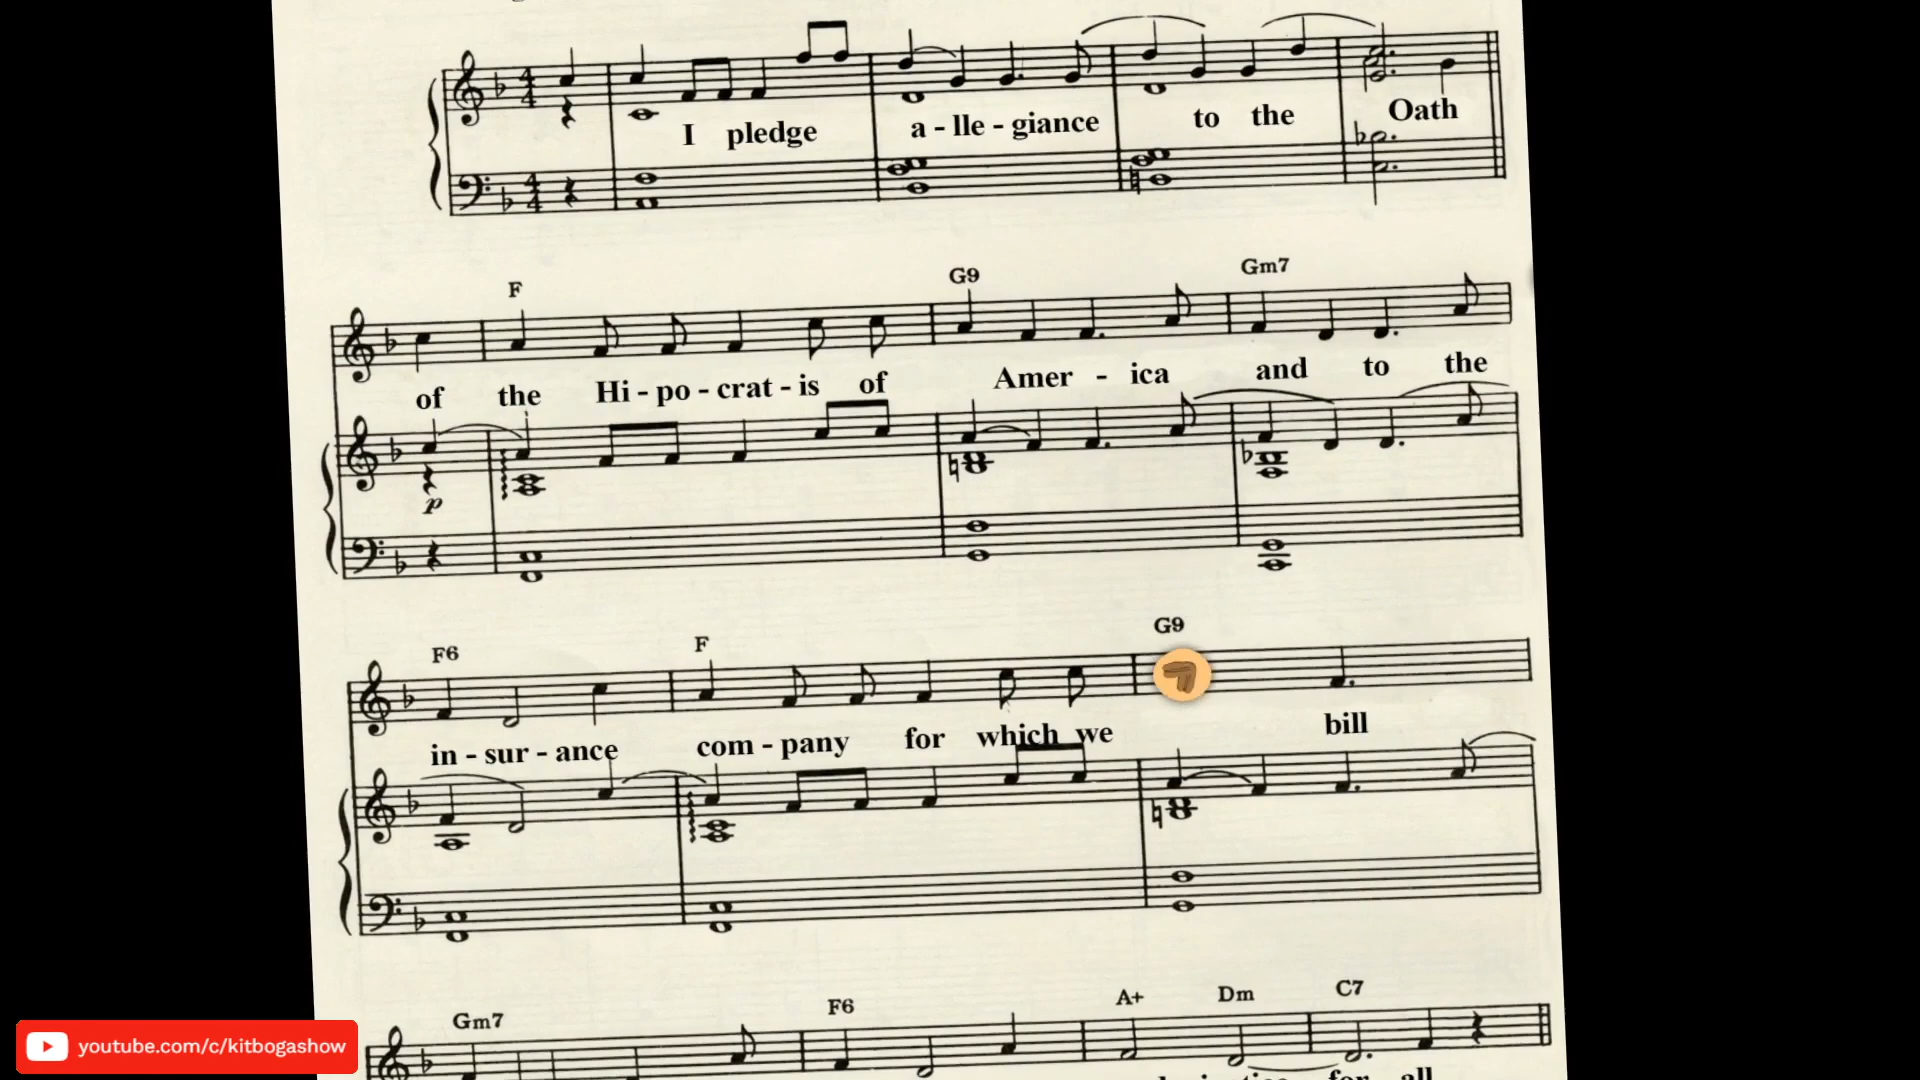 I pledge a - lle - giance to the Oath
F G9 Gm7
of the Hi - po - crat - is of Amer - ica and to the
p
F6 F G9
in - sur - ance com - pany for which we bill
Gm7 F6 A+ Dm C7
for all
youtube.com/c/kitbogashow